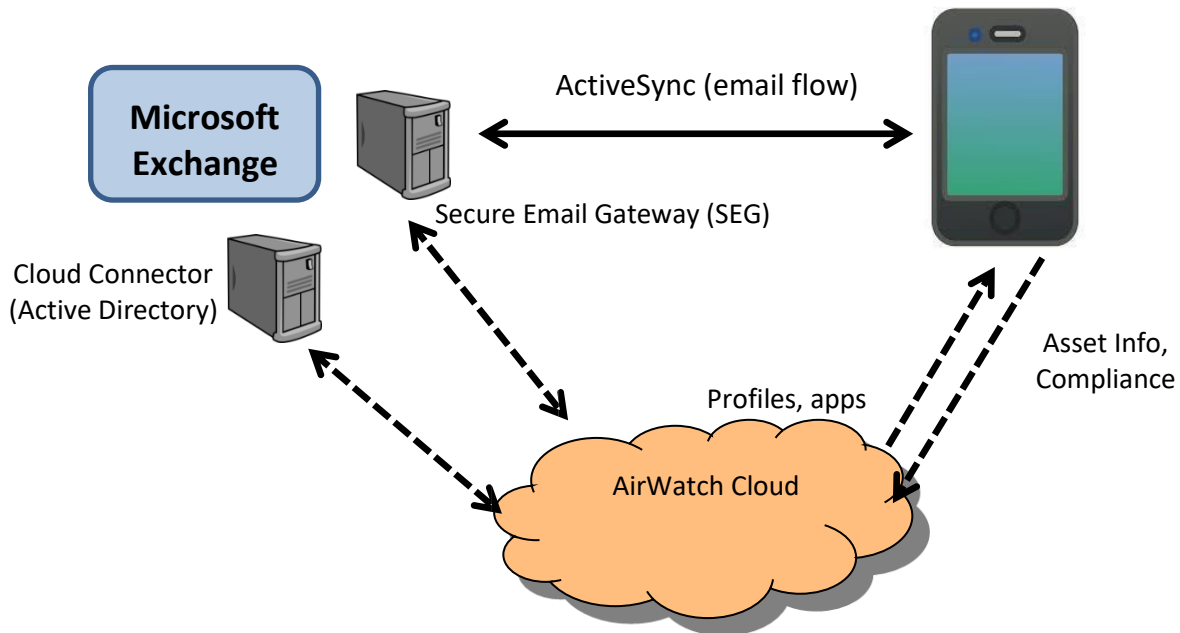 Microsoft
Exchange
ActiveSync (email flow)
Secure Email Gateway (SEG)
Cloud Connector
(Active Directory)
Asset Info,
Compliance
Profiles, apps
AirWatch Cloud